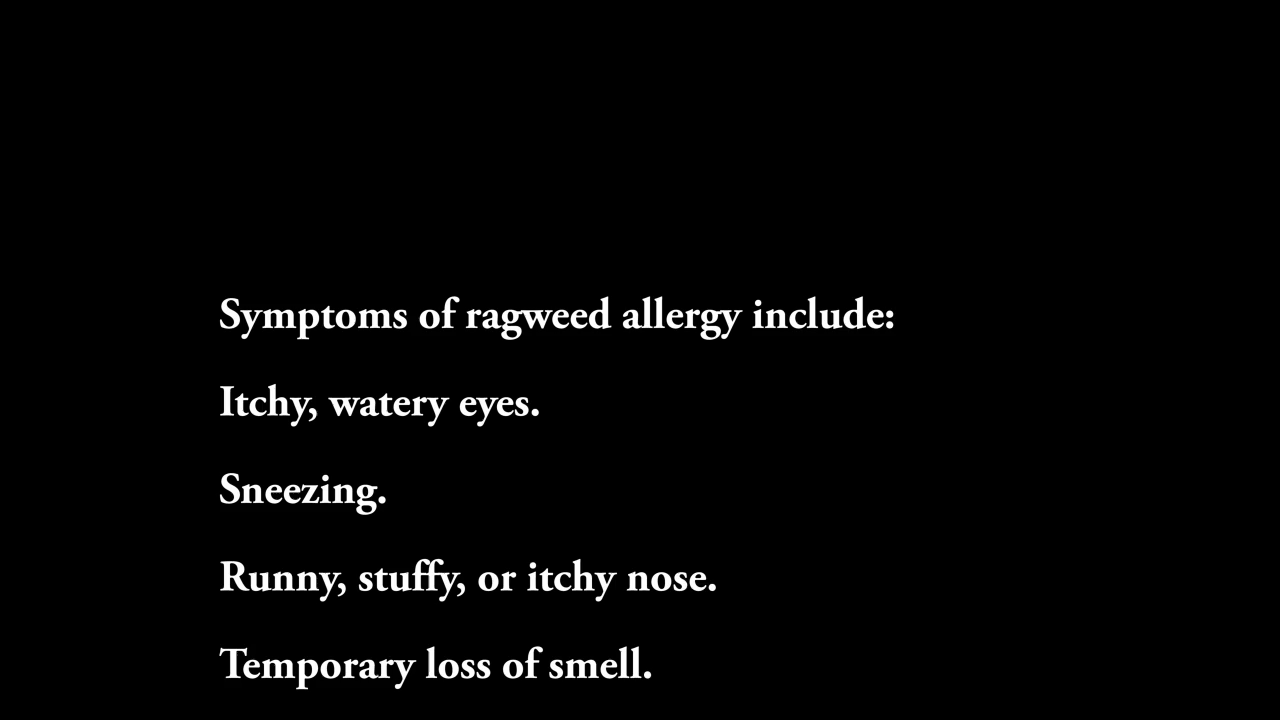 Symptoms of ragweed allergy include:
Itchy, watery eyes.
Sneezing.
Runny, stuffy, or itchy nose.
Temporary loss of smell.